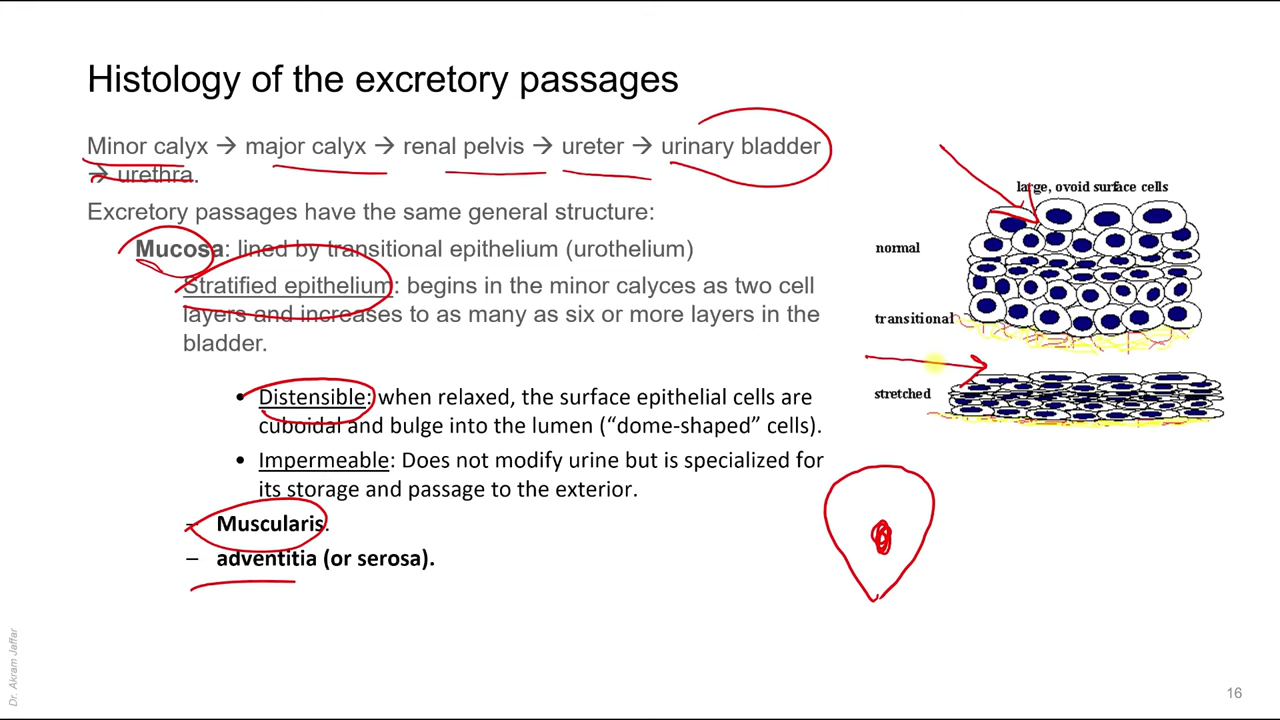 Histology of the excretory passages
Minor calyx → major calyx → renal pelvis → ureter → urinary bladder
→ urethra.
Excretory passages have the same general structure:
Mucosa: lined by transitional epithelium (urothelium)
Stratified epithelium: begins in the minor calyces as two cell
layers and increases to as many as six or more layers in the
bladder.
• Distensible: when relaxed, the surface epithelial cells are
cuboidal and bulge into the lumen (“dome-shaped” cells).
• Impermeable: Does not modify urine but is specialized for
its storage and passage to the exterior.
– Muscularis.
– adventitia (or serosa).
large, ovoid surface cells
normal
transitional
stretched
Dr. Akram Jaffar
16